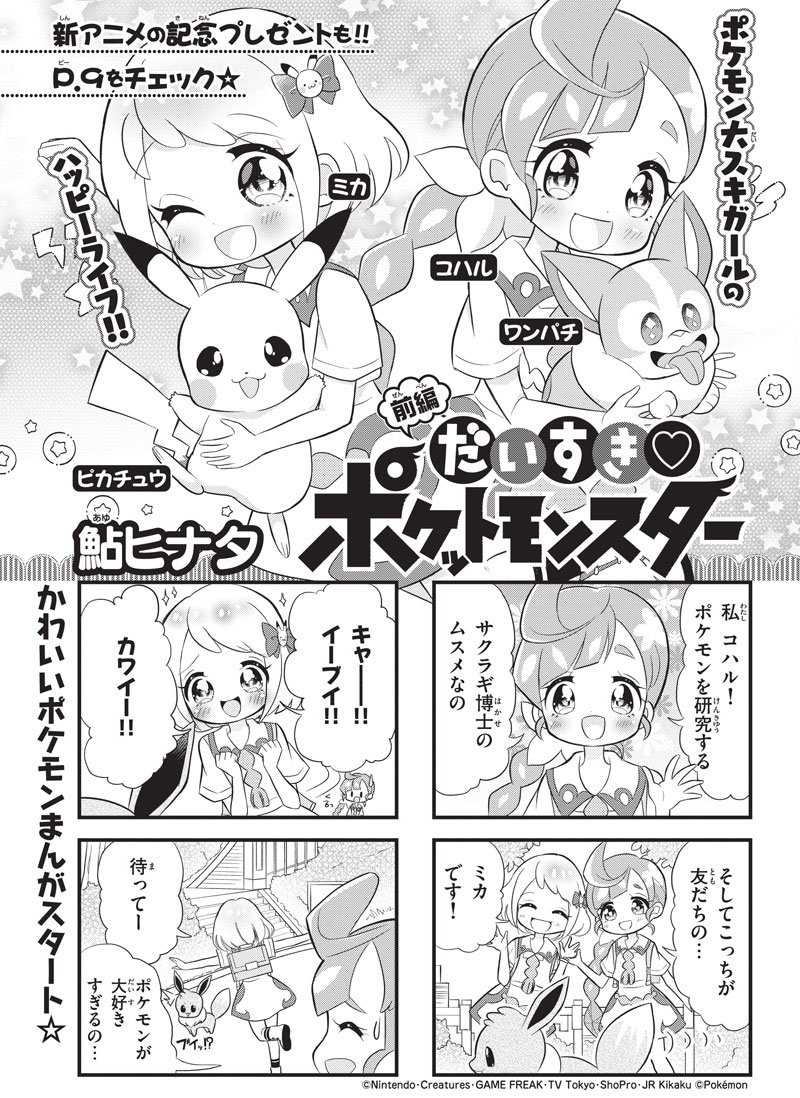 新アニメの記念プレゼントも!!
P.9をチェック☆
ポケモン大スキガールの
ハッピーライフ!!
ミカ
コハル
ワンパチ
ピカチュウ
前編
だいすき♡
ポケットモンスター
鮎ヒナタ
かわいいポケモンまんがスタート☆
私 コハル!
ポケモンを研究する
サクラギ博士の
ムスメなの
そしてこっちが
友だちの…
ミカ
です!
キャー!!
イーブイ!!
カワイー!!
くるっ
待ってー
ポケモンが
大好き
すぎるの…
ブイッ!?
©Nintendo・Creatures・GAME FREAK・TV Tokyo・ShoPro・JR Kikaku ©Pokémon